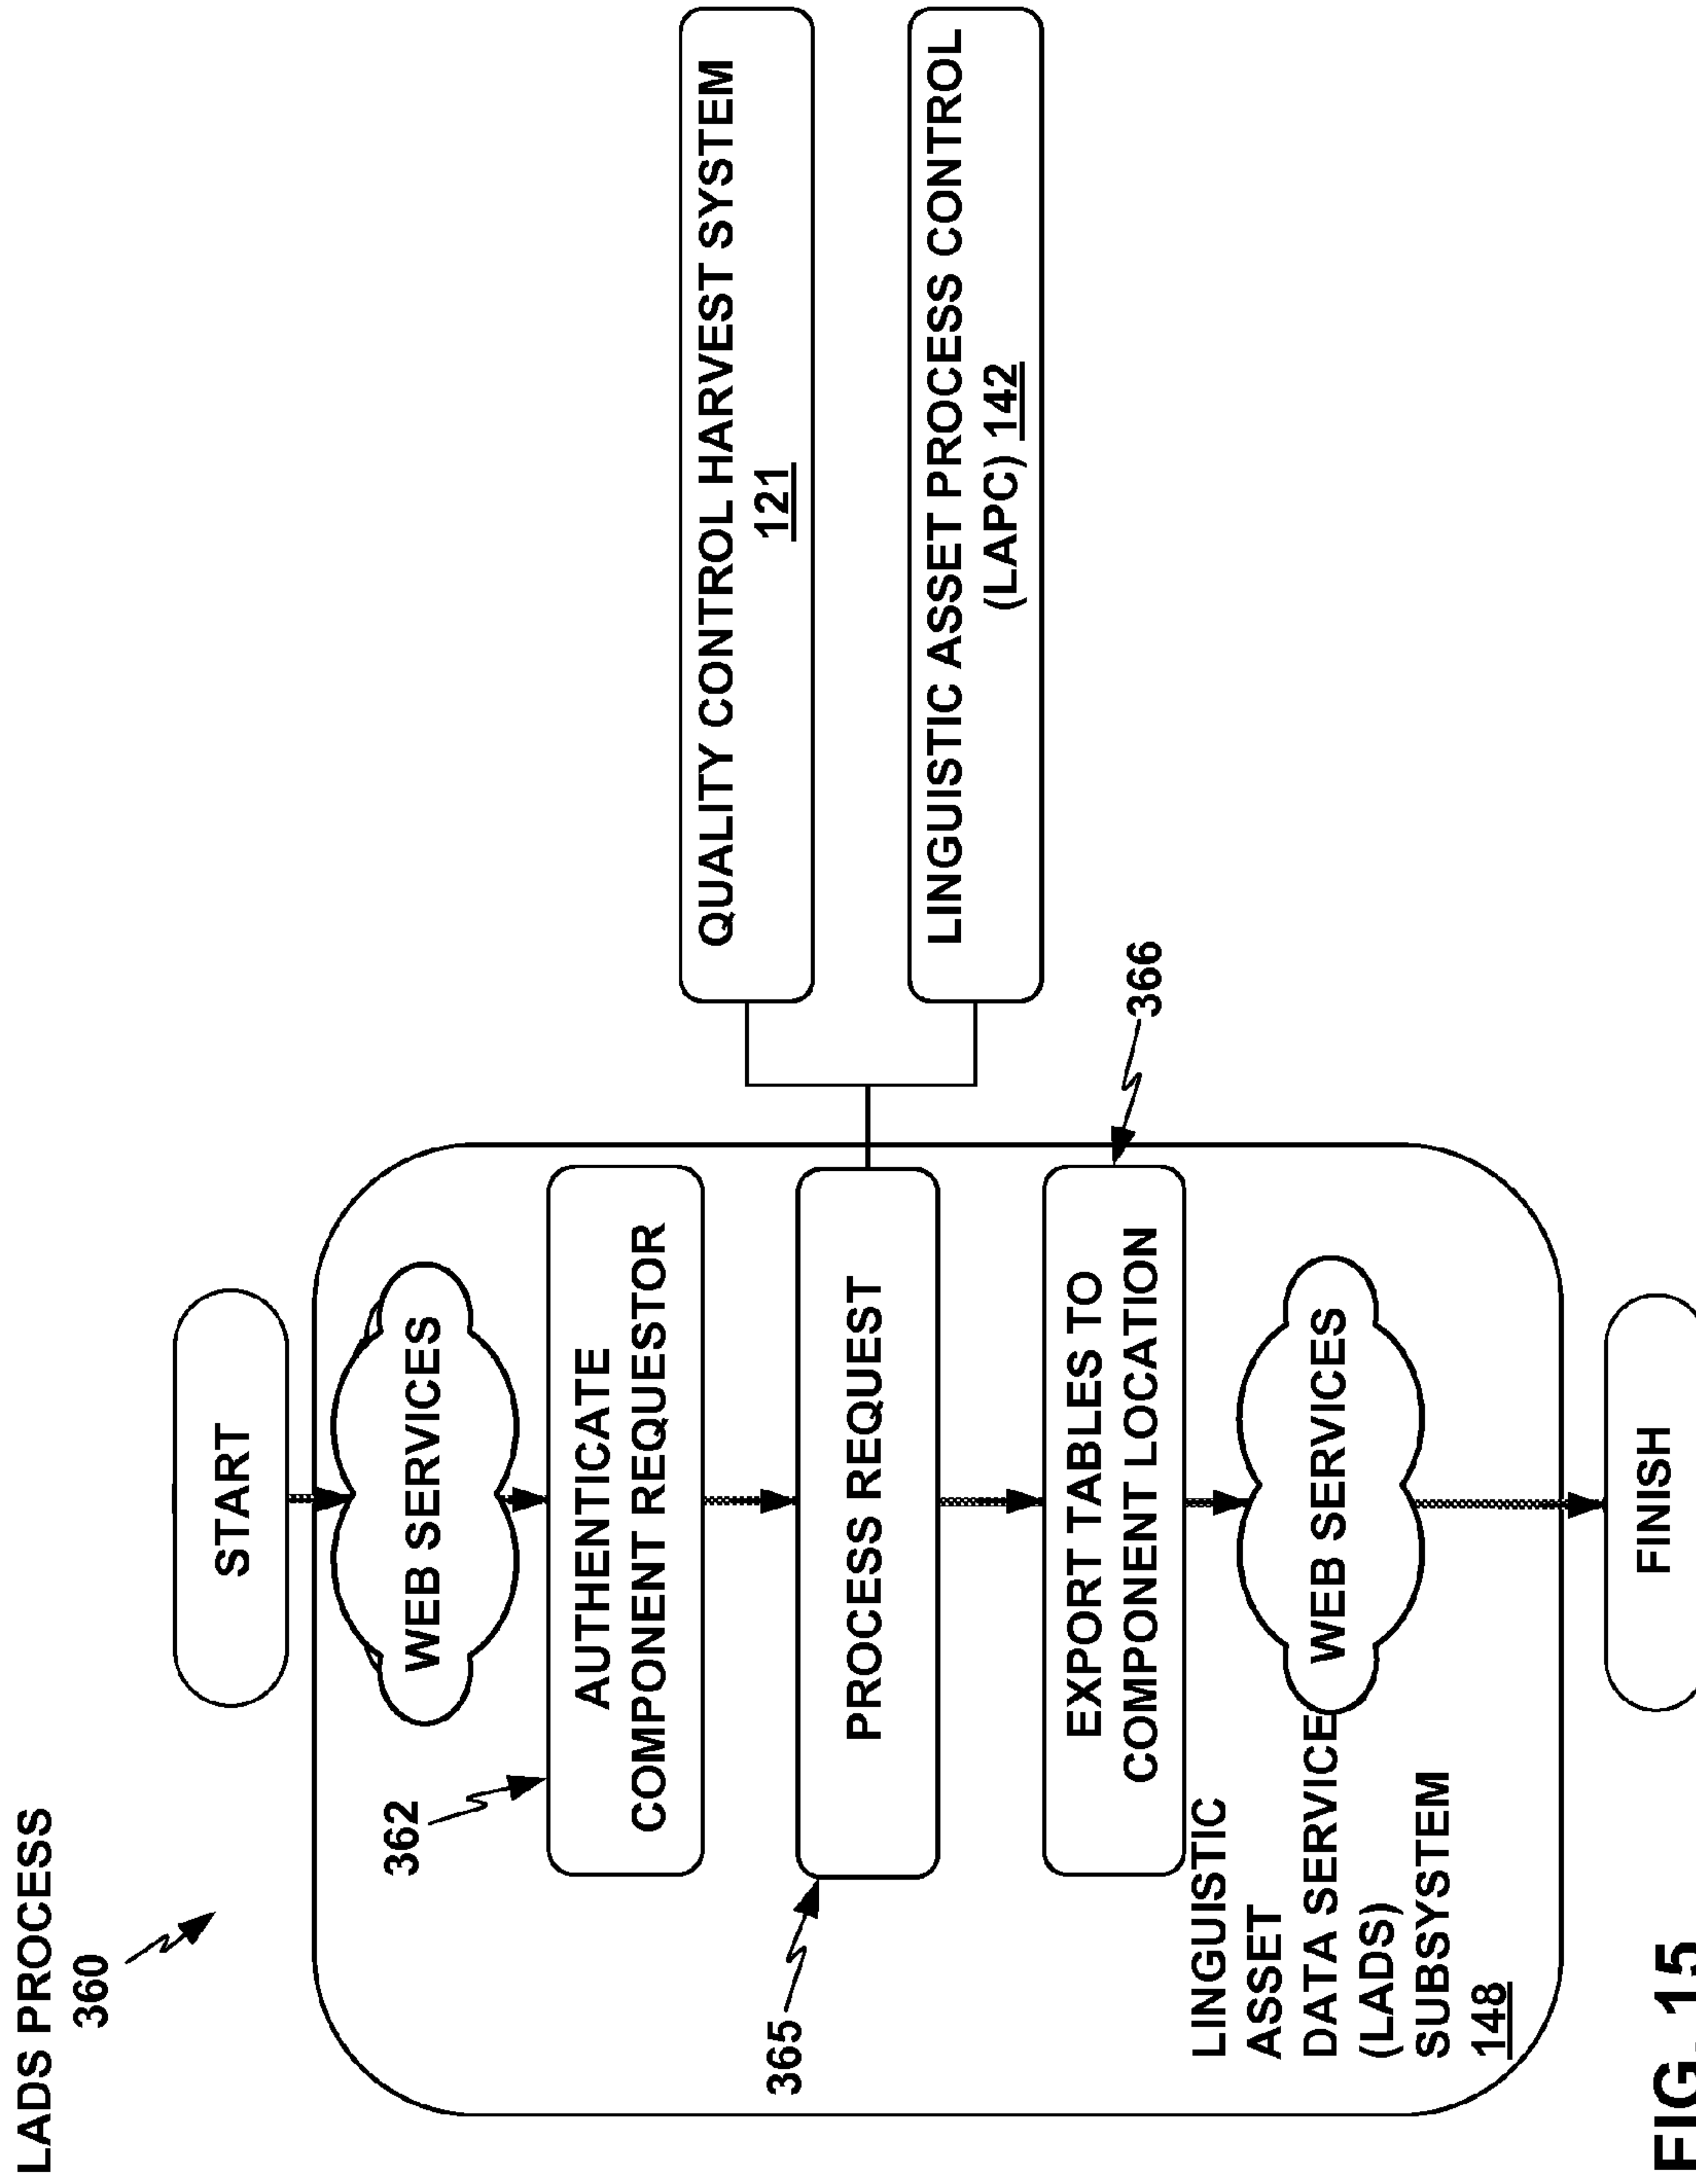 LADS PROCESS
360
START
WEB SERVICES
362
AUTHENTICATE
COMPONENT REQUESTOR
QUALITY CONTROL HARVEST SYSTEM
121
365
PROCESS REQUEST
LINGUISTIC ASSET PROCESS CONTROL
(LAPC) 142
EXPORT TABLES TO
COMPONENT LOCATION
366
LINGUISTIC
ASSET
DATA SERVICE
(LADS)
SUBSYSTEM
148
WEB SERVICES
FINISH
FIG. 15